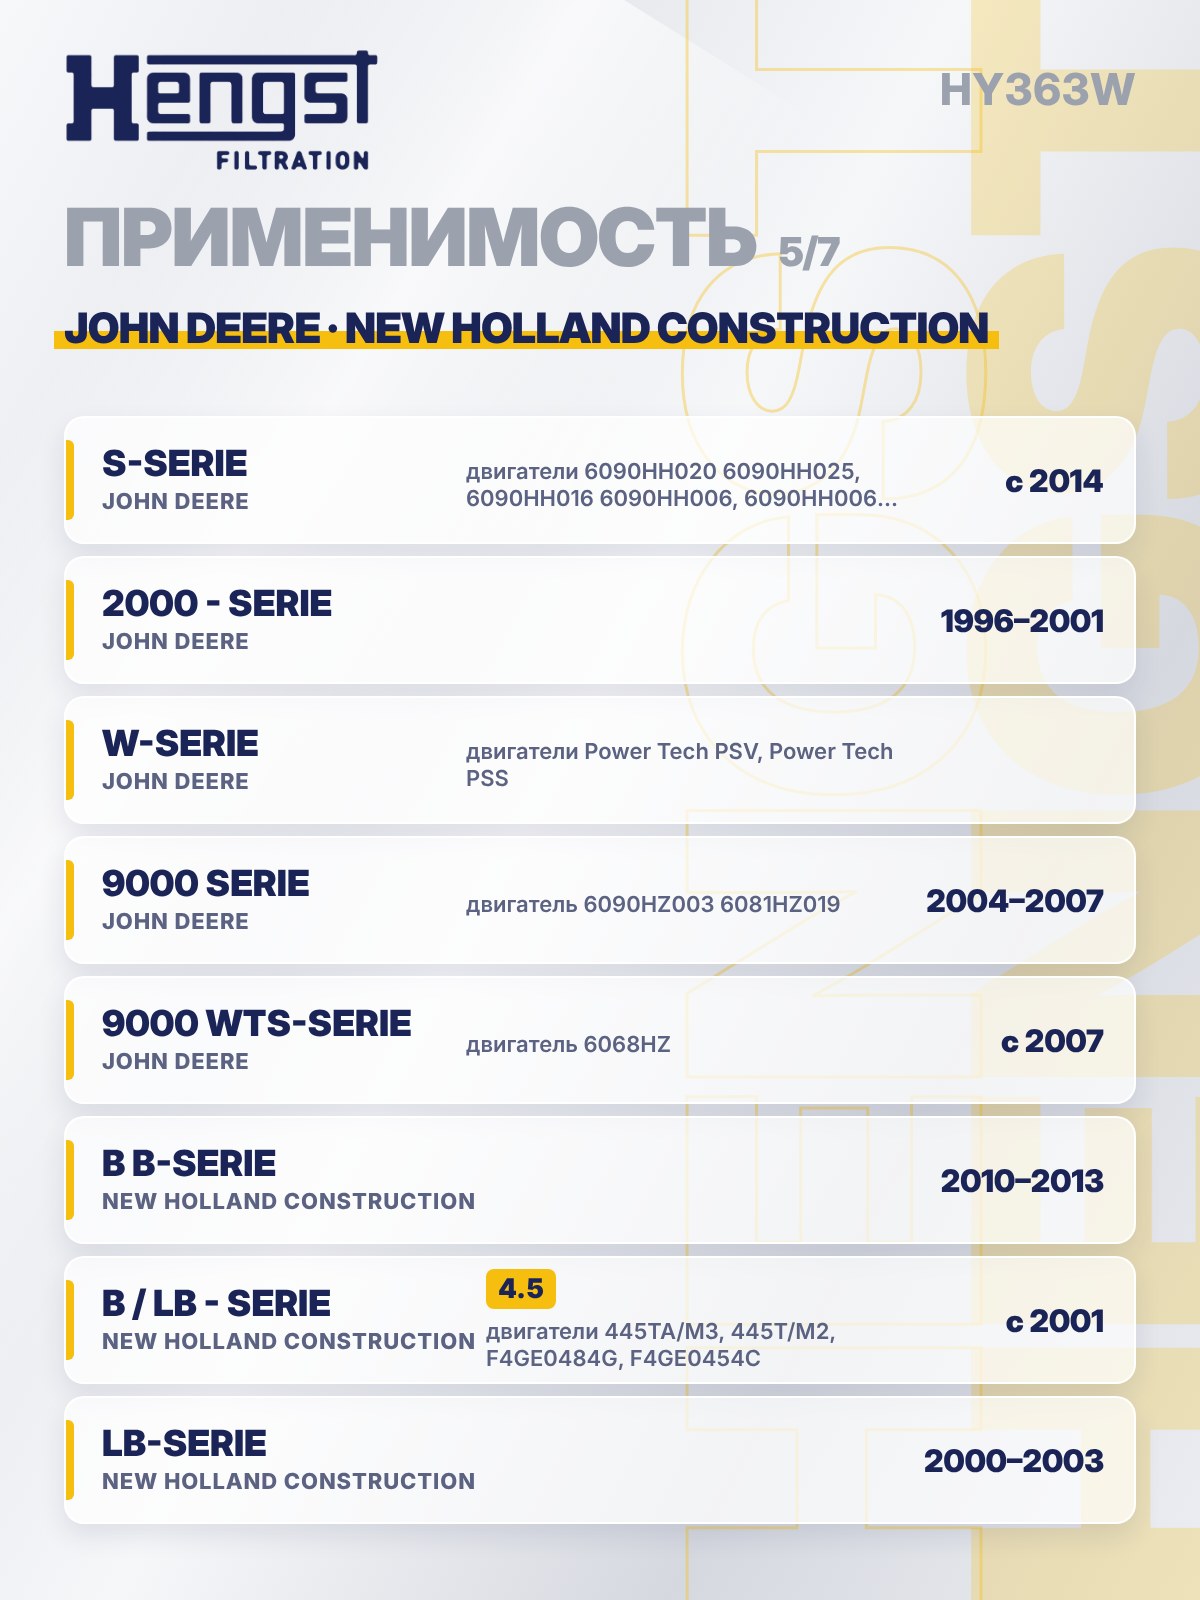 Hengst
FILTRATION
HY363W
ПРИМЕНИМОСТЬ 5/7
JOHN DEERE · NEW HOLLAND CONSTRUCTION
S-SERIE
JOHN DEERE
двигатели 6090HH020 6090HH025,
6090HH016 6090HH006, 6090HH006...
с 2014
2000 - SERIE
JOHN DEERE
1996–2001
W-SERIE
JOHN DEERE
двигатели Power Tech PSV, Power Tech
PSS
9000 SERIE
JOHN DEERE
двигатель 6090HZ003 6081HZ019
2004–2007
9000 WTS-SERIE
JOHN DEERE
двигатель 6068HZ
с 2007
B B-SERIE
NEW HOLLAND CONSTRUCTION
2010–2013
B / LB - SERIE
NEW HOLLAND CONSTRUCTION
4.5
двигатели 445TA/M3, 445T/M2,
F4GE0484G, F4GE0454C
с 2001
LB-SERIE
NEW HOLLAND CONSTRUCTION
2000–2003
HENGST
HENGST